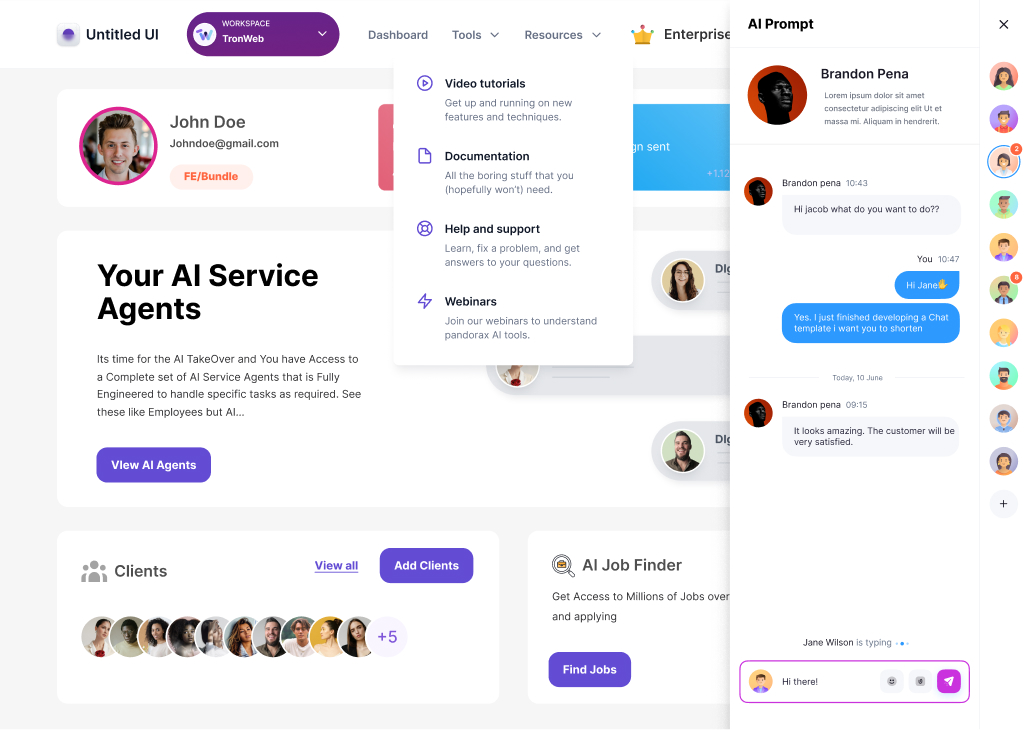 Untitled UI
WORKSPACE
TronWeb
Dashboard
Tools
Resources
Enterprise
John Doe
Johndoe@gmail.com
FE/Bundle
gn sent
+1.12
Video tutorials
Get up and running on new
features and techniques.
Documentation
All the boring stuff that you
(hopefully won't) need.
Help and support
Learn, fix a problem, and get
answers to your questions.
Webinars
Join our webinars to understand
pandorax AI tools.
Your AI Service
Agents
Its time for the AI TakeOver and You have Access to
a Complete set of AI Service Agents that is Fully
Engineered to handle specific tasks as required. See
these like Employees but AI...
VIew AI Agents
Clients
View all
Add Clients
+5
AI Job Finder
Get Access to Millions of Jobs over
and applying
Find Jobs
AI Prompt
Brandon Pena
Lorem ipsum dolor sit amet
consectetur adipiscing elit Ut et
massa mi. Aliquam in hendrerit.
Brandon pena 10:43
Hi jacob what do you want to do??
You 10:47
Hi Jane✋
Yes. I just finished developing a Chat
template i want you to shorten
Today, 10 June
Brandon pena 09:15
It looks amazing. The customer will be
very satisfied.
Jane Wilson is typing
Hi there!
2
8
+